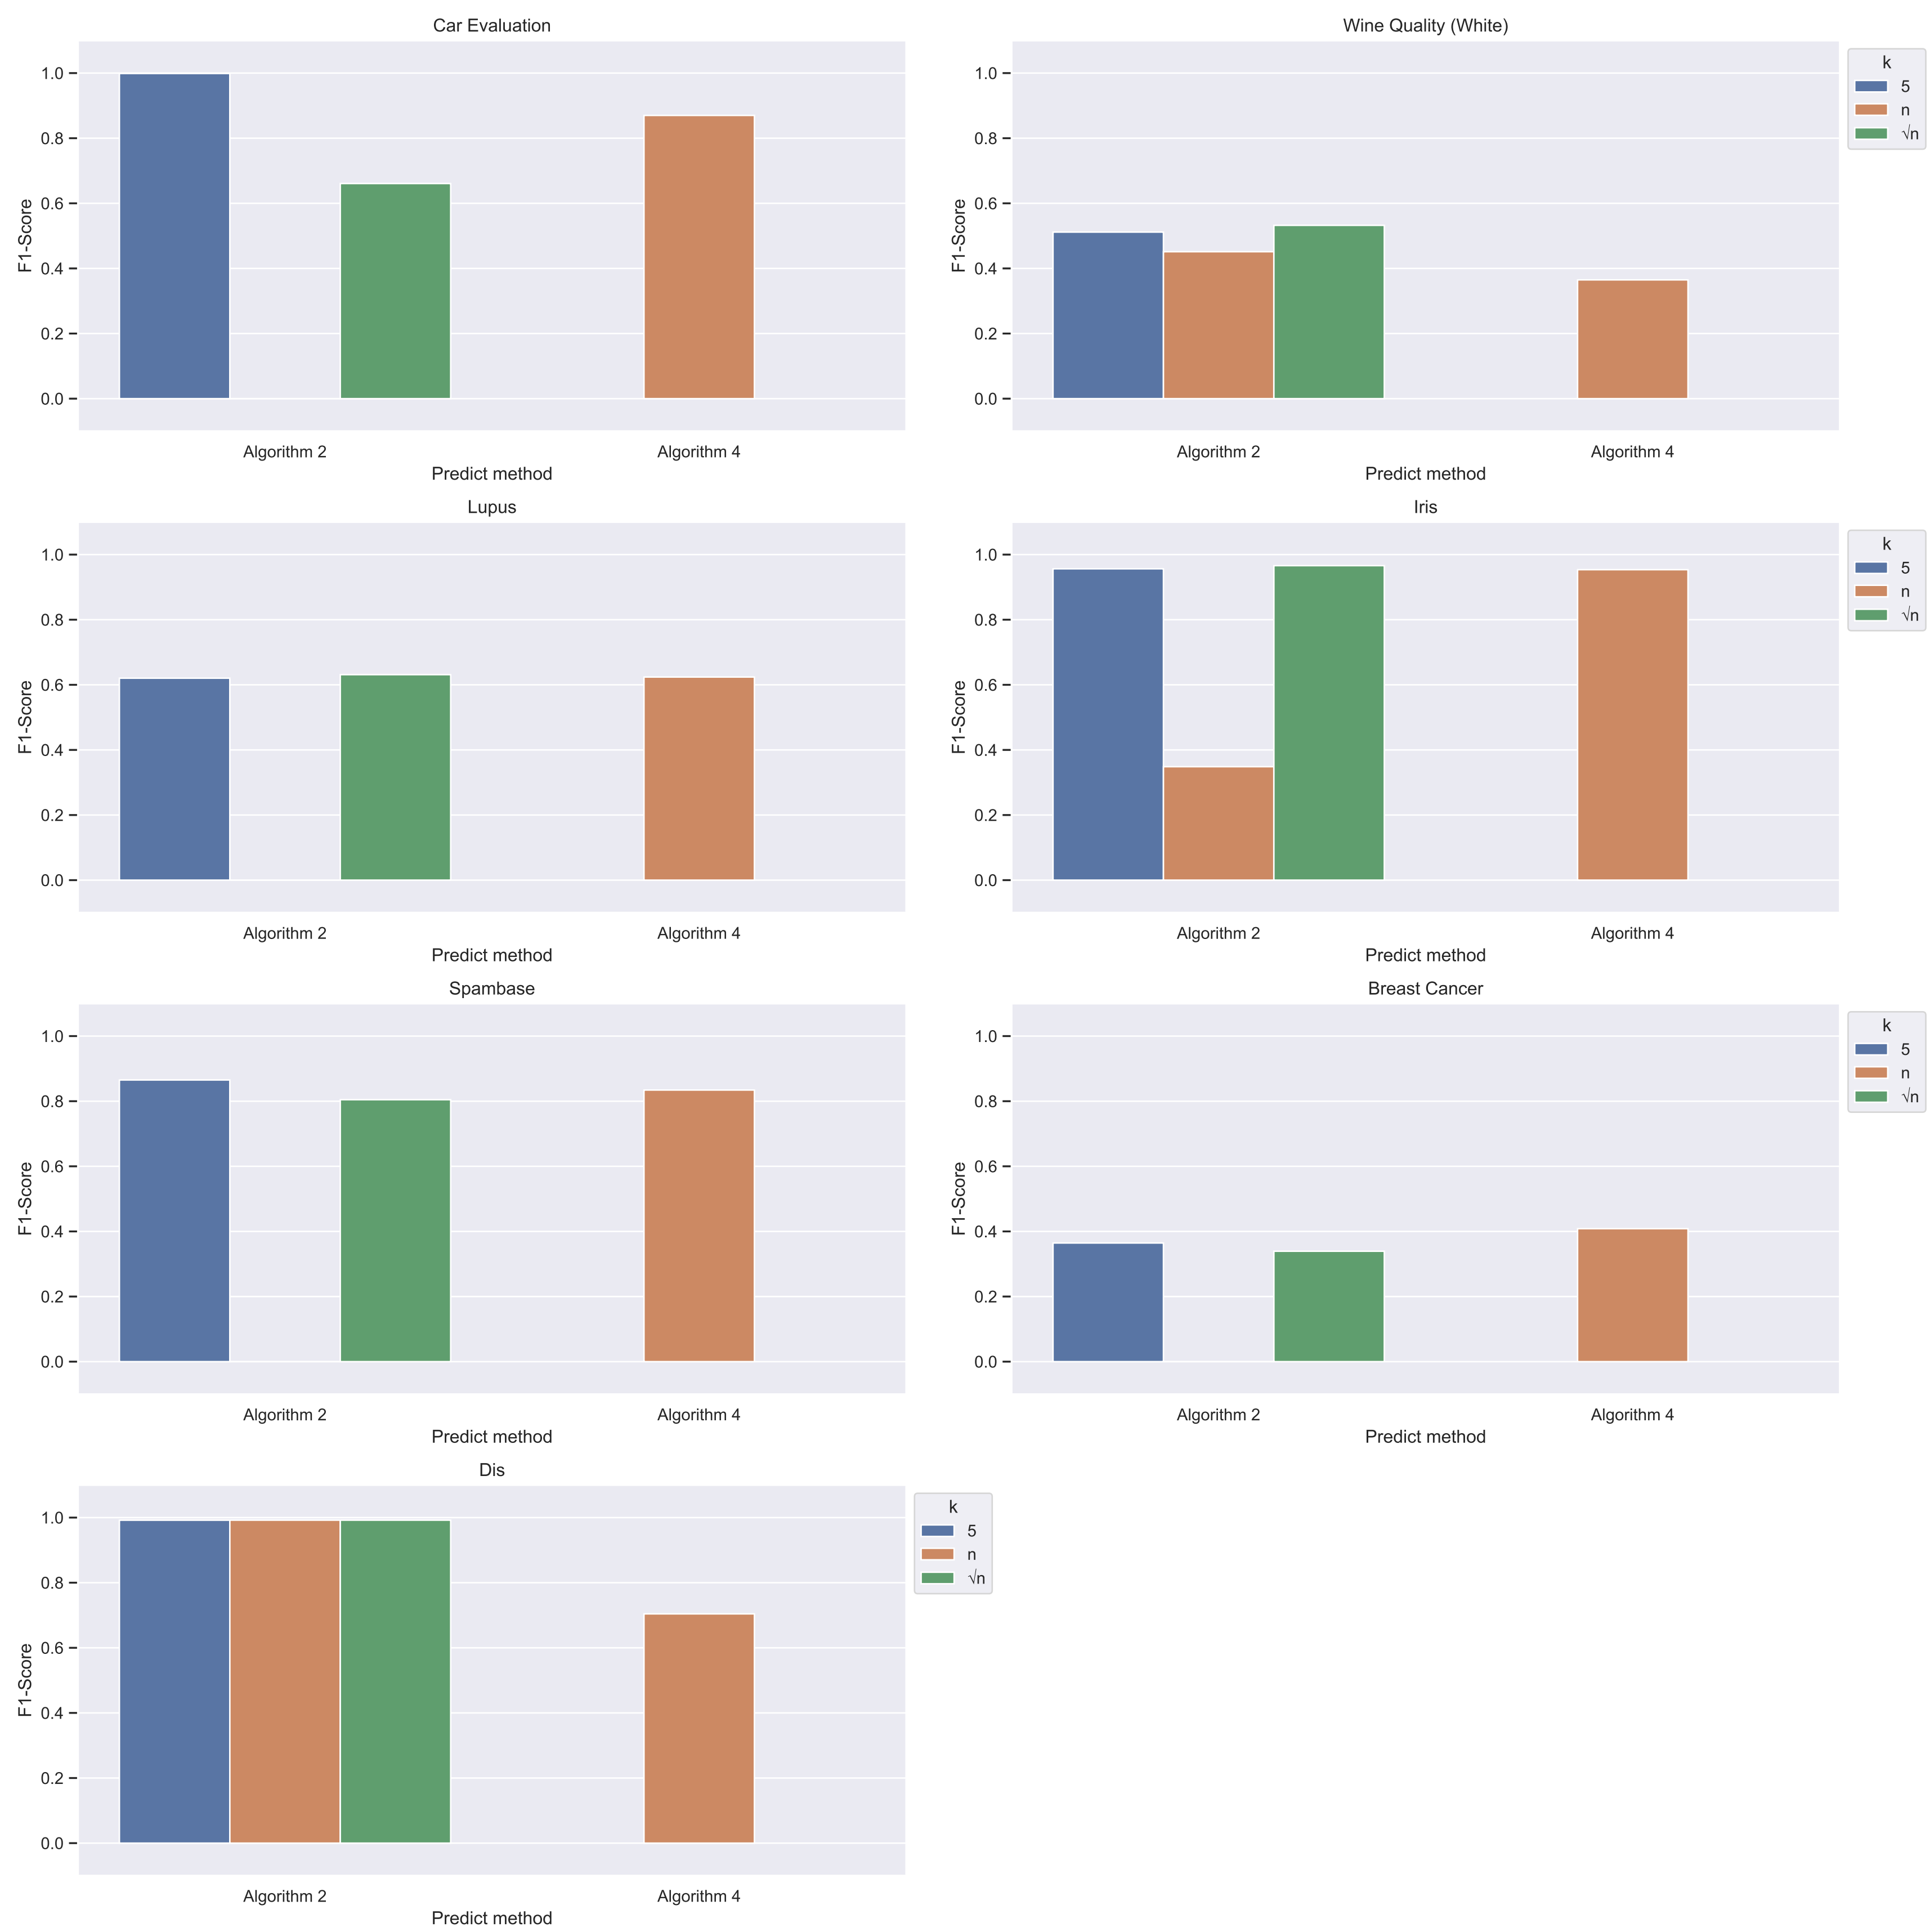 Car Evaluation
1.0
0.8
0.6
0.4
0.2
0.0
F1-Score
Algorithm 2
Algorithm 4
Predict method
Wine Quality (White)
1.0
0.8
0.6
0.4
0.2
0.0
F1-Score
Algorithm 2
Algorithm 4
Predict method
k
5
n
√n
Lupus
1.0
0.8
0.6
0.4
0.2
0.0
F1-Score
Algorithm 2
Algorithm 4
Predict method
Iris
1.0
0.8
0.6
0.4
0.2
0.0
F1-Score
Algorithm 2
Algorithm 4
Predict method
k
5
n
√n
Spambase
1.0
0.8
0.6
0.4
0.2
0.0
F1-Score
Algorithm 2
Algorithm 4
Predict method
Breast Cancer
1.0
0.8
0.6
0.4
0.2
0.0
F1-Score
Algorithm 2
Algorithm 4
Predict method
k
5
n
√n
Dis
1.0
0.8
0.6
0.4
0.2
0.0
F1-Score
Algorithm 2
Algorithm 4
Predict method
k
5
n
√n